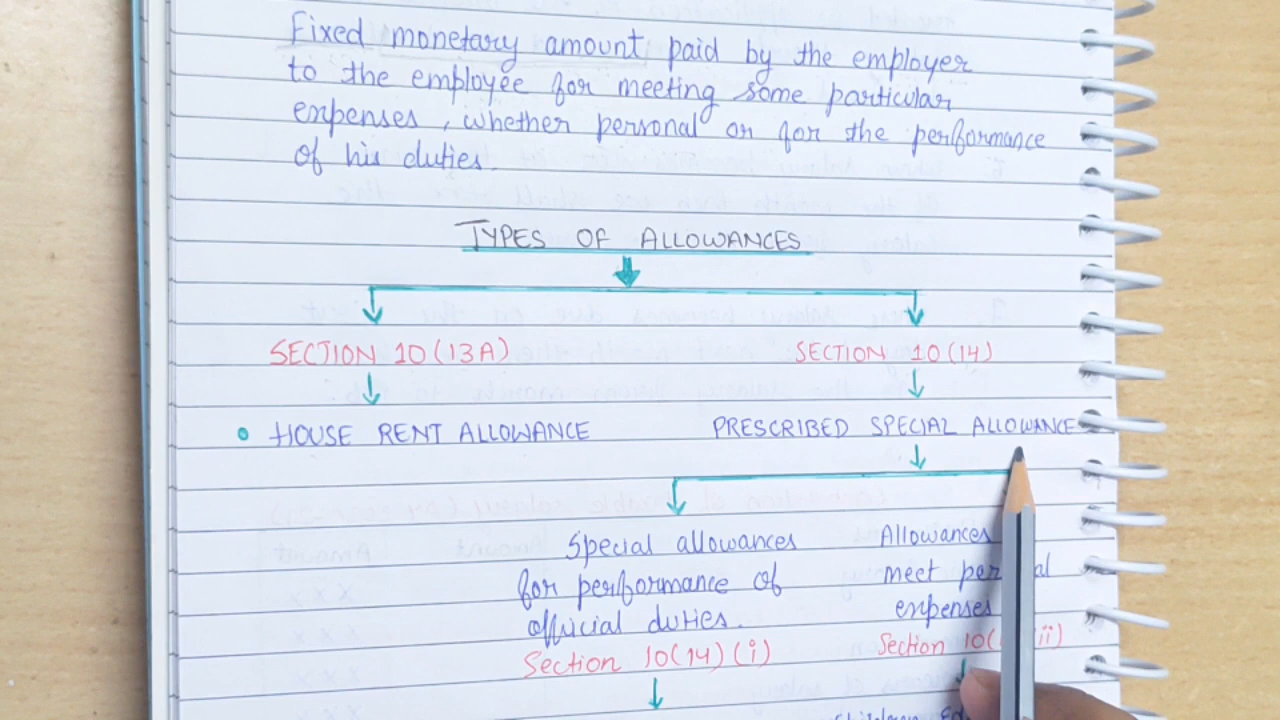 Fixed monetary amount paid by the employer
to the employee for meeting some particular
expenses, whether personal or for the performance
of his duties.
TYPES OF ALLOWANCES
SECTION 10(13A)
SECTION 10(14)
• HOUSE RENT ALLOWANCE
PRESCRIBED SPECIAL ALLOWANCE
Special allowances
for performance of
official duties.
Section 10(14)(i)
Allowances
meet
expenses
Section